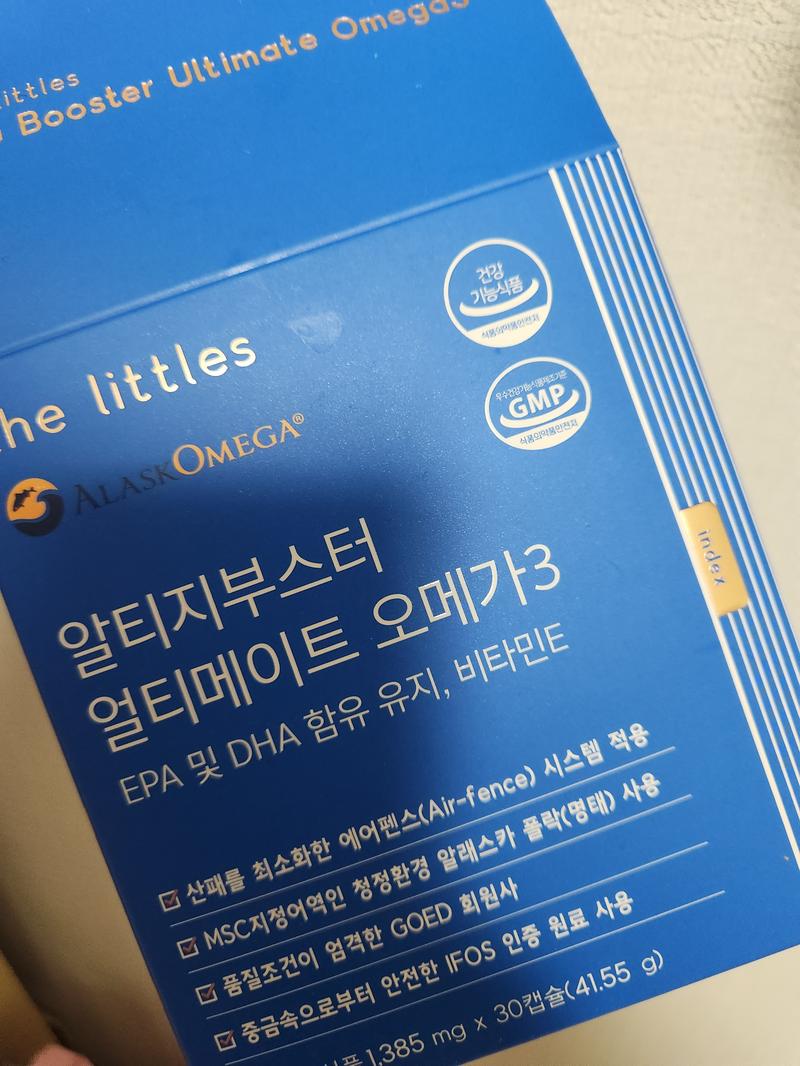 littles
Booster Ultimate Omega3
건강
기능식품
식품의약품안전처
the littles
우수건강기능식품제조기준
GMP
식품의약품안전처
ALASKOMEGA®
알티지부스터
얼티메이트 오메가3
EPA 및 DHA 함유 유지, 비타민E
index
산패를 최소화한 에어펜스(Air-fence) 시스템 적용
MSC지정어역인 청정환경 알래스카 폴락(명태) 사용
품질조건이 엄격한 GOED 회원사
중금속으로부터 안전한 IFOS 인증 원료 사용
1,385 mg x 30캡슐(41.55 g)